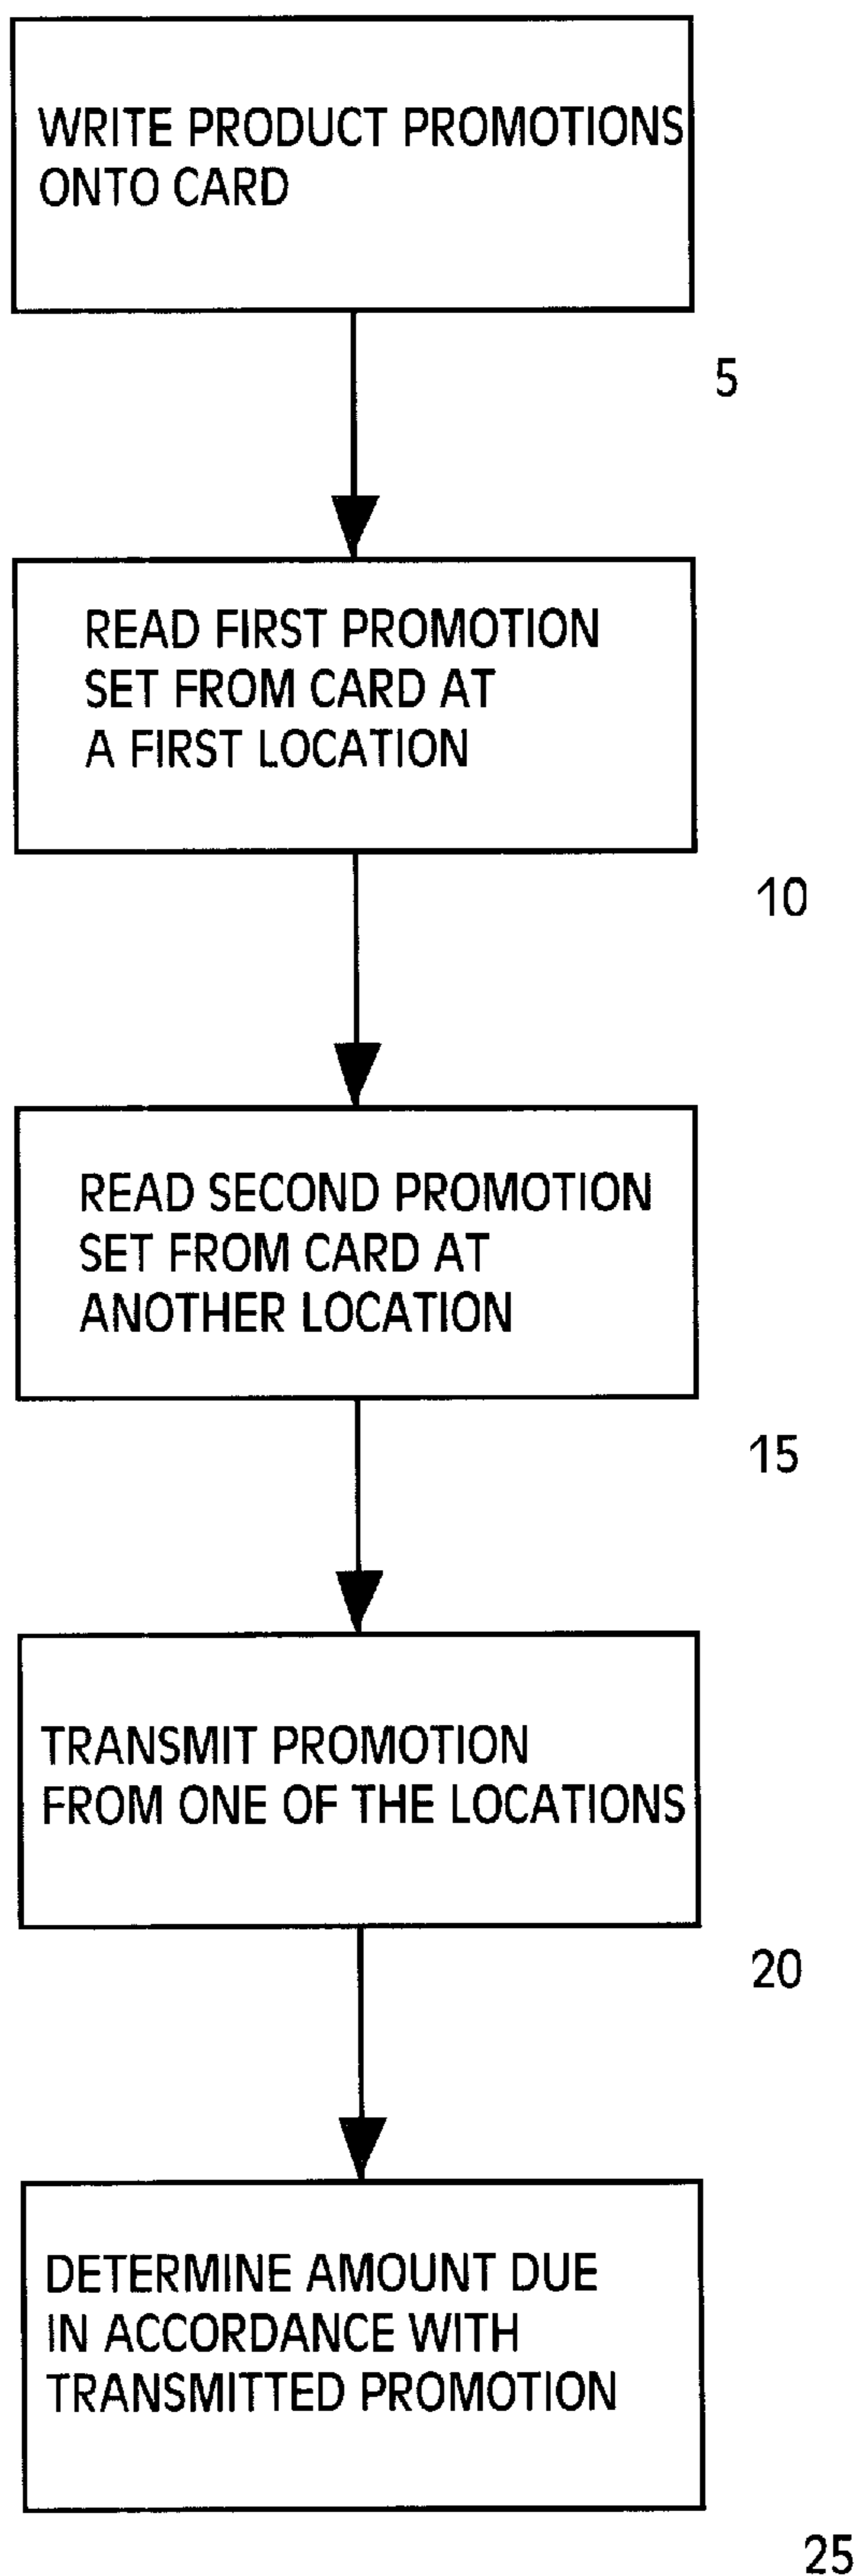 WRITE PRODUCT PROMOTIONS
ONTO CARD
5
READ FIRST PROMOTION
SET FROM CARD AT
A FIRST LOCATION
10
READ SECOND PROMOTION
SET FROM CARD AT
ANOTHER LOCATION
15
TRANSMIT PROMOTION
FROM ONE OF THE LOCATIONS
20
DETERMINE AMOUNT DUE
IN ACCORDANCE WITH
TRANSMITTED PROMOTION
25